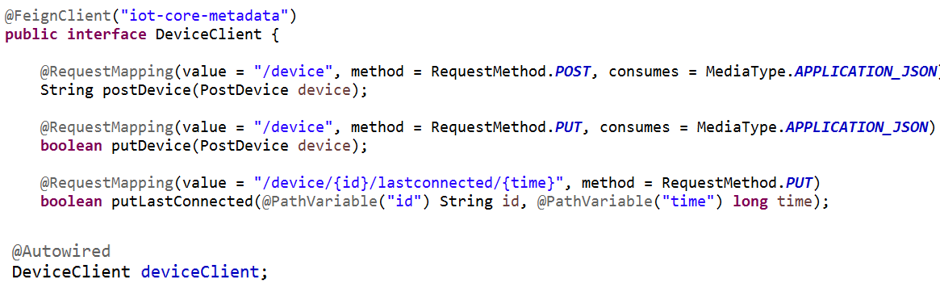 @FeignClient("iot-core-metadata")
public interface DeviceClient {
@RequestMapping(value = "/device", method = RequestMethod.POST, consumes = MediaType.APPLICATION_JSON)
String postDevice(PostDevice device);
@RequestMapping(value = "/device", method = RequestMethod.PUT, consumes = MediaType.APPLICATION_JSON)
boolean putDevice(PostDevice device);
@RequestMapping(value = "/device/{id}/lastconnected/{time}", method = RequestMethod.PUT)
boolean putLastConnected(@PathVariable("id") String id, @PathVariable("time") long time);
@Autowired
DeviceClient deviceClient;